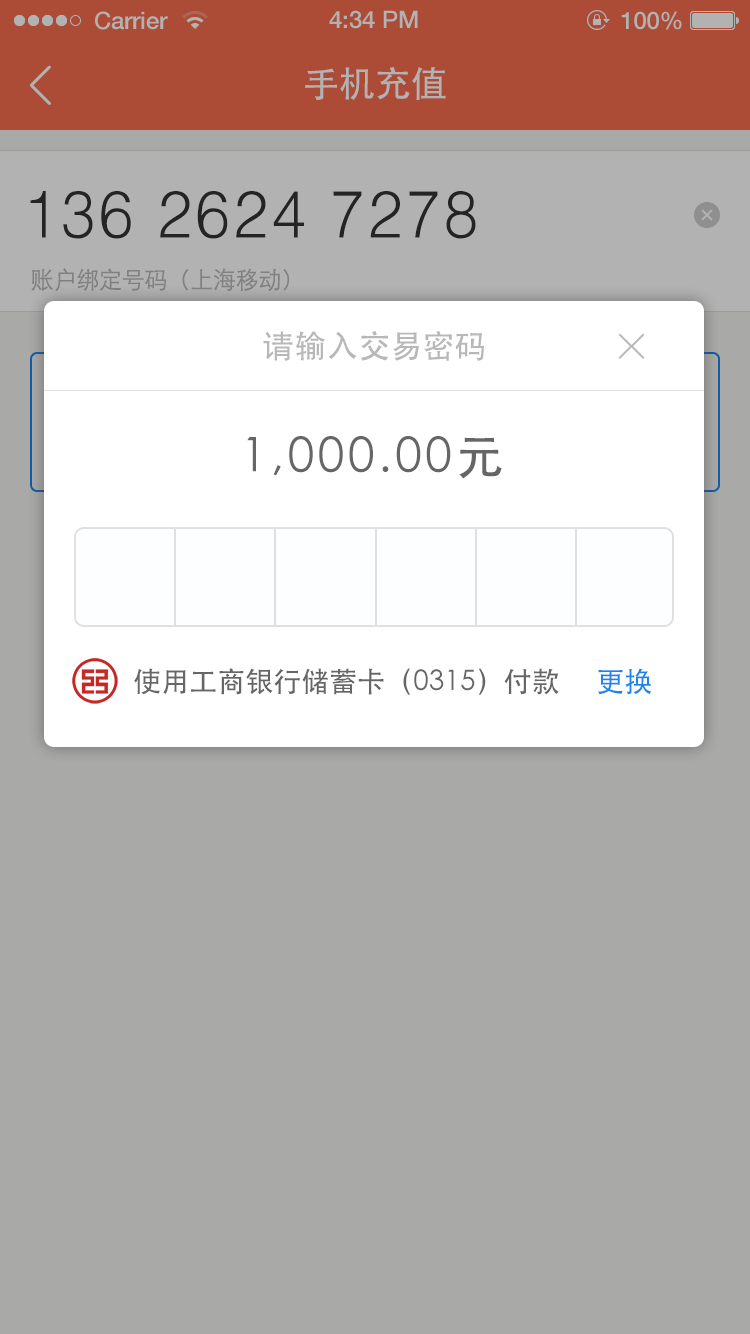 Carrier 4:34 PM 100%
手机充值
136 2624 7278
账户绑定号码（上海移动）
请输入交易密码
1,000.00元
使用工商银行储蓄卡（0315）付款 更换